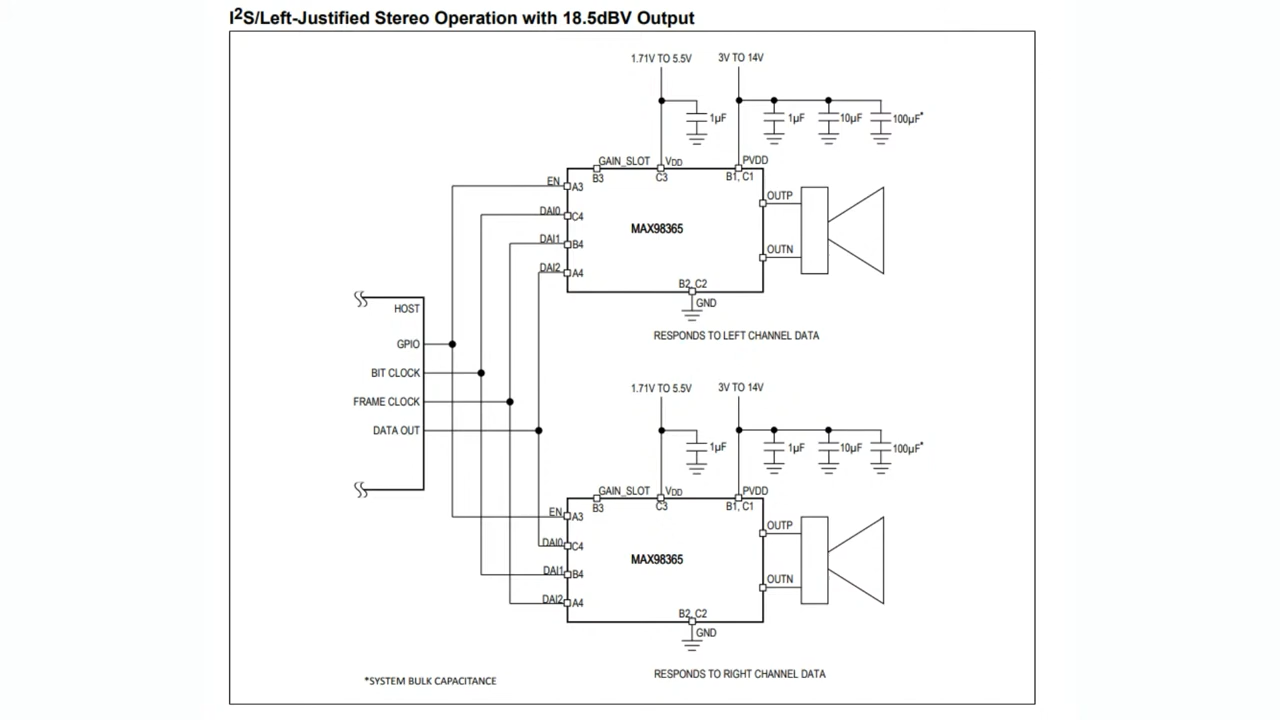 I²S/Left-Justified Stereo Operation with 18.5dBV Output
1.71V TO 5.5V
3V TO 14V
1µF
1µF
10µF
100µF*
GAIN_SLOT
VDD
PVDD
B3
C3
B1, C1
EN
A3
DAI0
C4
DAI1
B4
DAI2
A4
MAX98365
OUTP
OUTN
B2, C2
GND
RESPONDS TO LEFT CHANNEL DATA
HOST
GPIO
BIT CLOCK
FRAME CLOCK
DATA OUT
1.71V TO 5.5V
3V TO 14V
1µF
1µF
10µF
100µF*
GAIN_SLOT
VDD
PVDD
B3
C3
B1, C1
EN
A3
DAI0
C4
DAI1
B4
DAI2
A4
MAX98365
OUTP
OUTN
B2, C2
GND
RESPONDS TO RIGHT CHANNEL DATA
*SYSTEM BULK CAPACITANCE